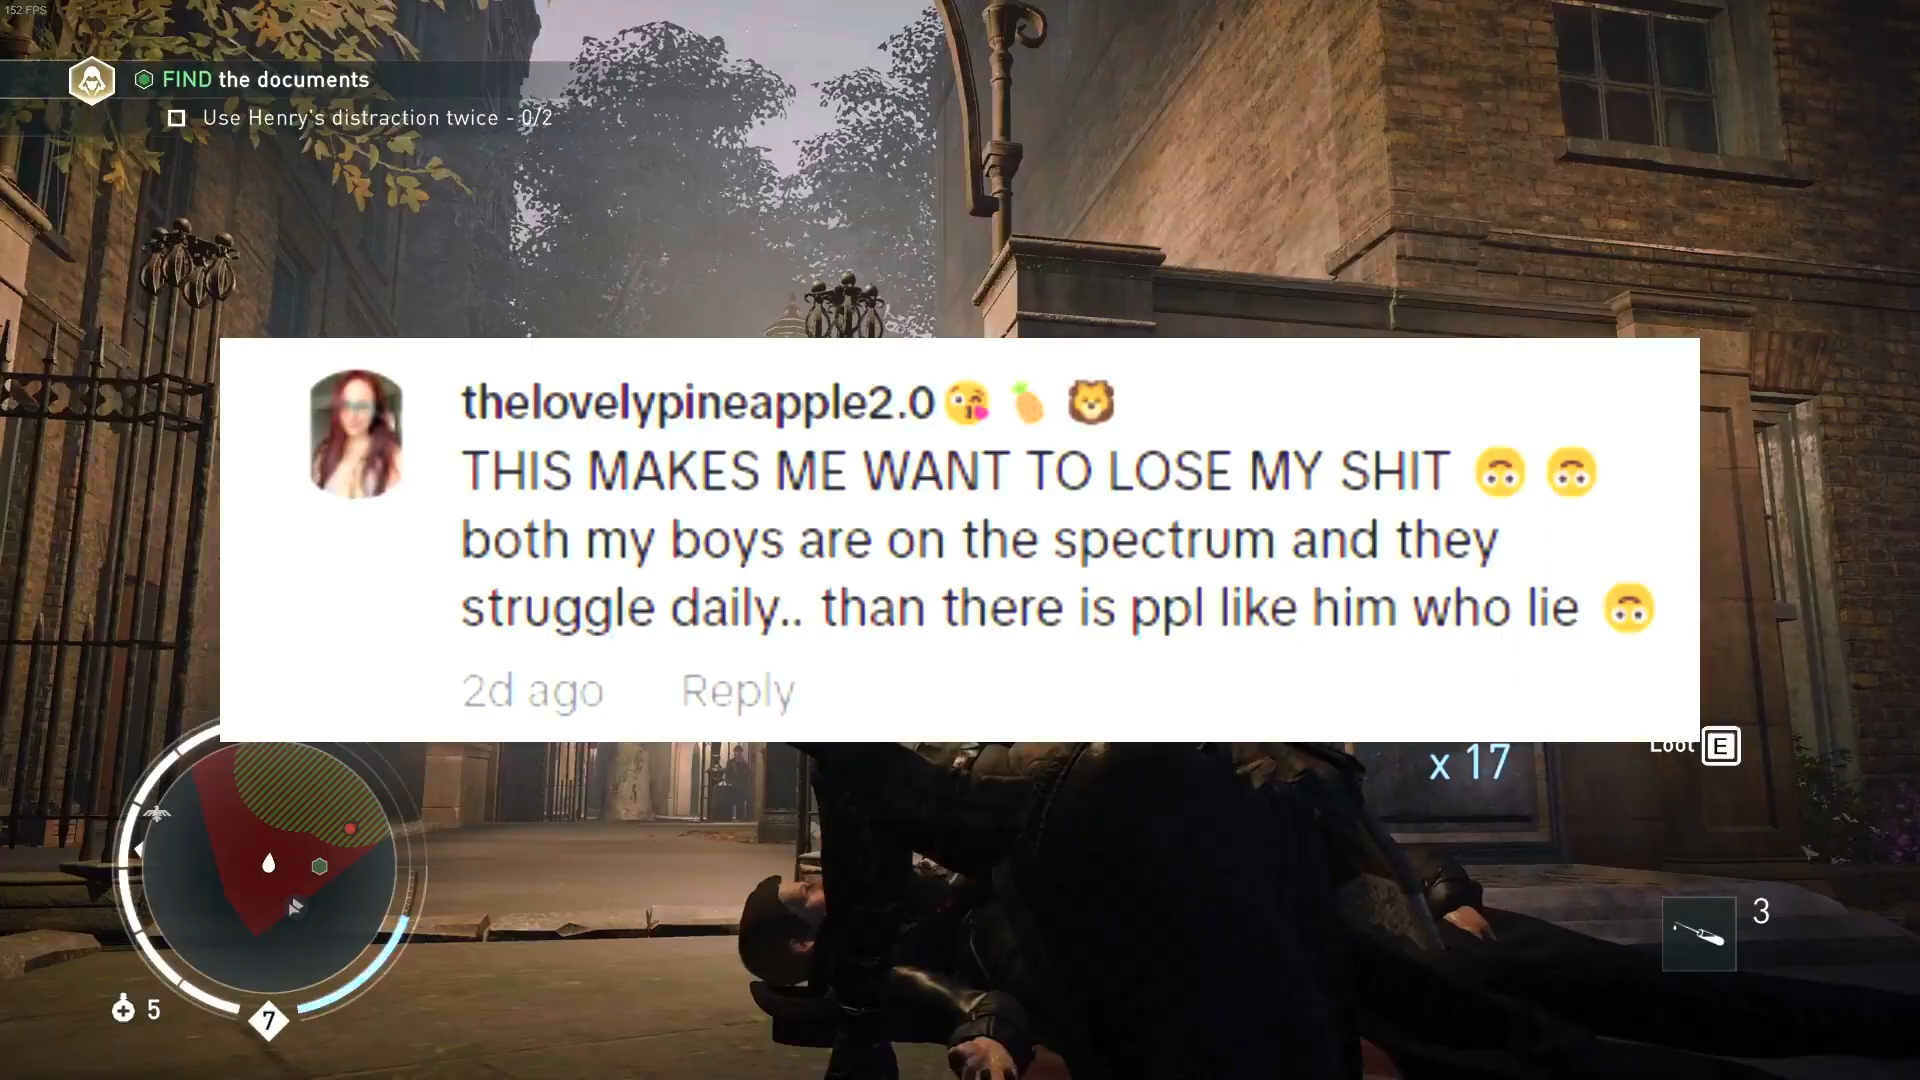 152 FPS
FIND the documents
Use Henry's distraction twice - 0/2
thelovelypineapple2.0😘🍍🦁
THIS MAKES ME WANT TO LOSE MY SHIT 🙃 🙃
both my boys are on the spectrum and they
struggle daily.. than there is ppl like him who lie 🙃
2d ago Reply
x 17
Loot E
3
5
7